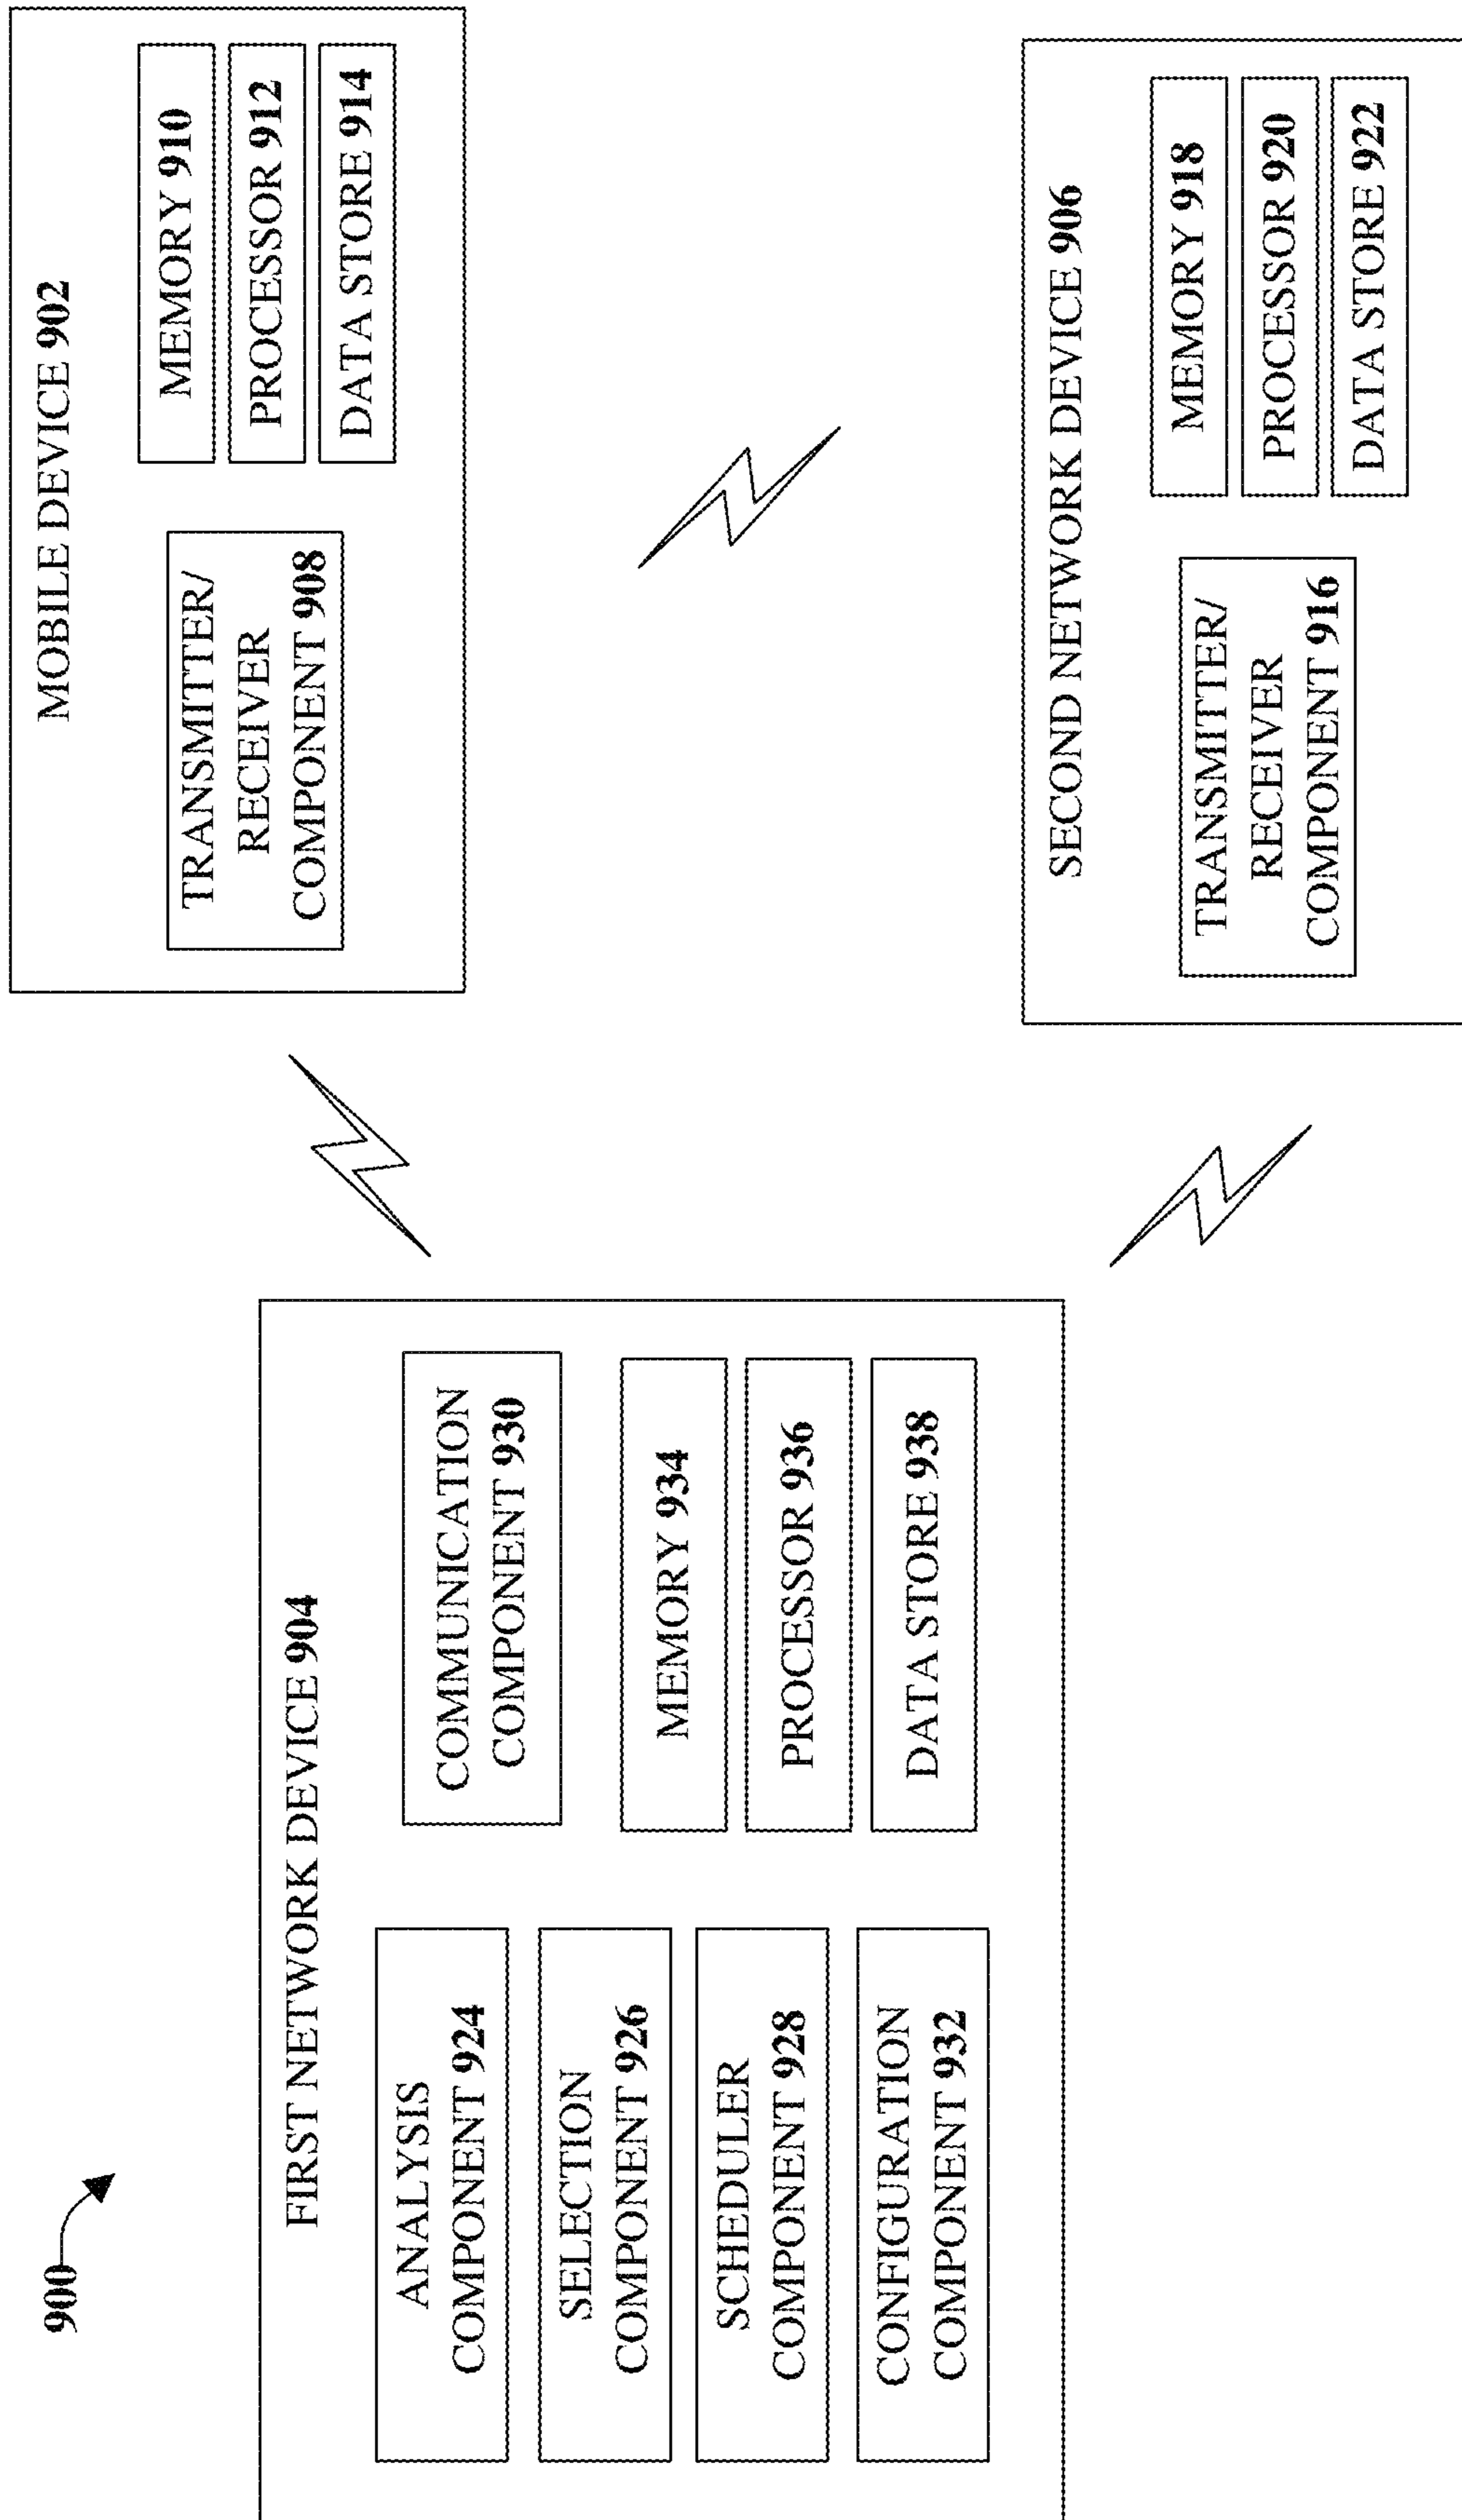 900
FIRST NETWORK DEVICE 904
ANALYSIS
COMPONENT 924
SELECTION
COMPONENT 926
SCHEDULER
COMPONENT 928
CONFIGURATION
COMPONENT 932
COMMUNICATION
COMPONENT 930
MEMORY 934
PROCESSOR 936
DATA STORE 938
MOBILE DEVICE 902
TRANSMITTER/
RECEIVER
COMPONENT 908
MEMORY 910
PROCESSOR 912
DATA STORE 914
SECOND NETWORK DEVICE 906
TRANSMITTER/
RECEIVER
COMPONENT 916
MEMORY 918
PROCESSOR 920
DATA STORE 922